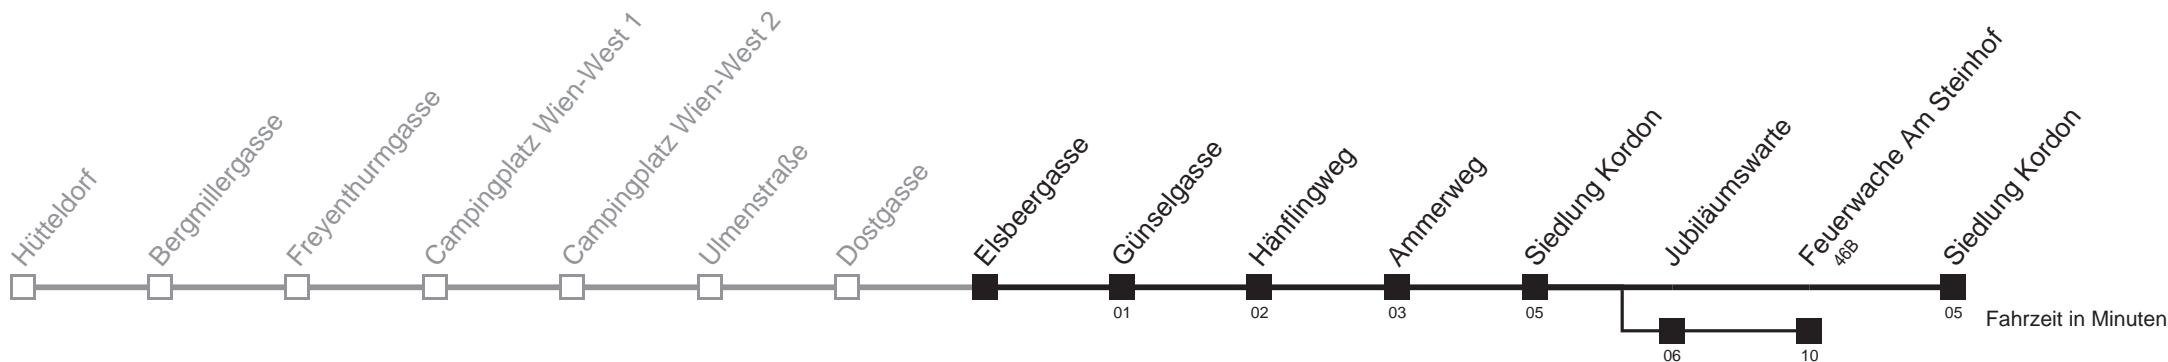 Hütteldorf
Bergmillergasse
Freyenthurmgasse
Campingplatz Wien-West 1
Campingplatz Wien-West 2
Ulmenstraße
Dostgasse
Elsbeergasse
Günselgasse
Hänflingweg
Ammerweg
Siedlung Kordon
Jubiläumswarte
Feuerwache Am Steinhof
46B
Siedlung Kordon
01
02
03
05
05
Fahrzeit in Minuten
06
10